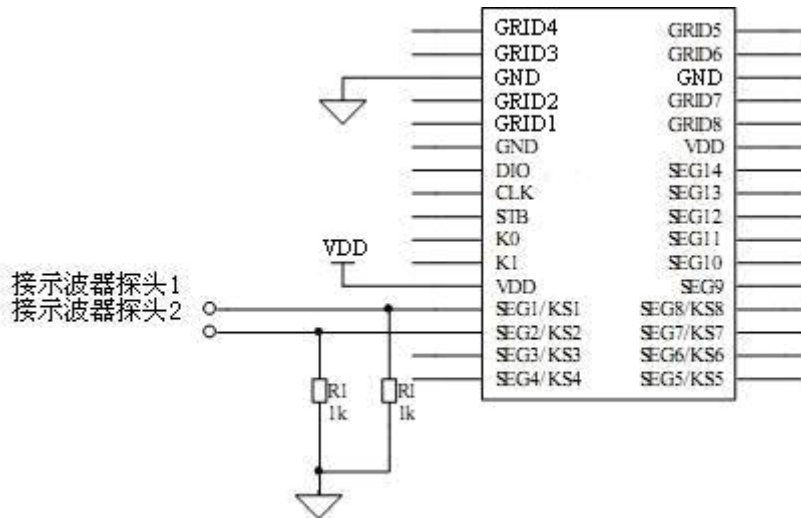 GRID4 GRID5
GRID3 GRID6
GND GND
GRID2 GRID7
GRID1 GRID8
GND VDD
DIO SEG14
CLK SEG13
STB SEG12
VDD K0 SEG11
K1 SEG10
接示波器探头1 VDD SEG9
接示波器探头2 SEG1/KS1 SEG8/KS8
SEG2/KS2 SEG7/KS7
SEG3/KS3 SEG6/KS6
SEG4/KS4 SEG5/KS5
R1 R1
1k 1k